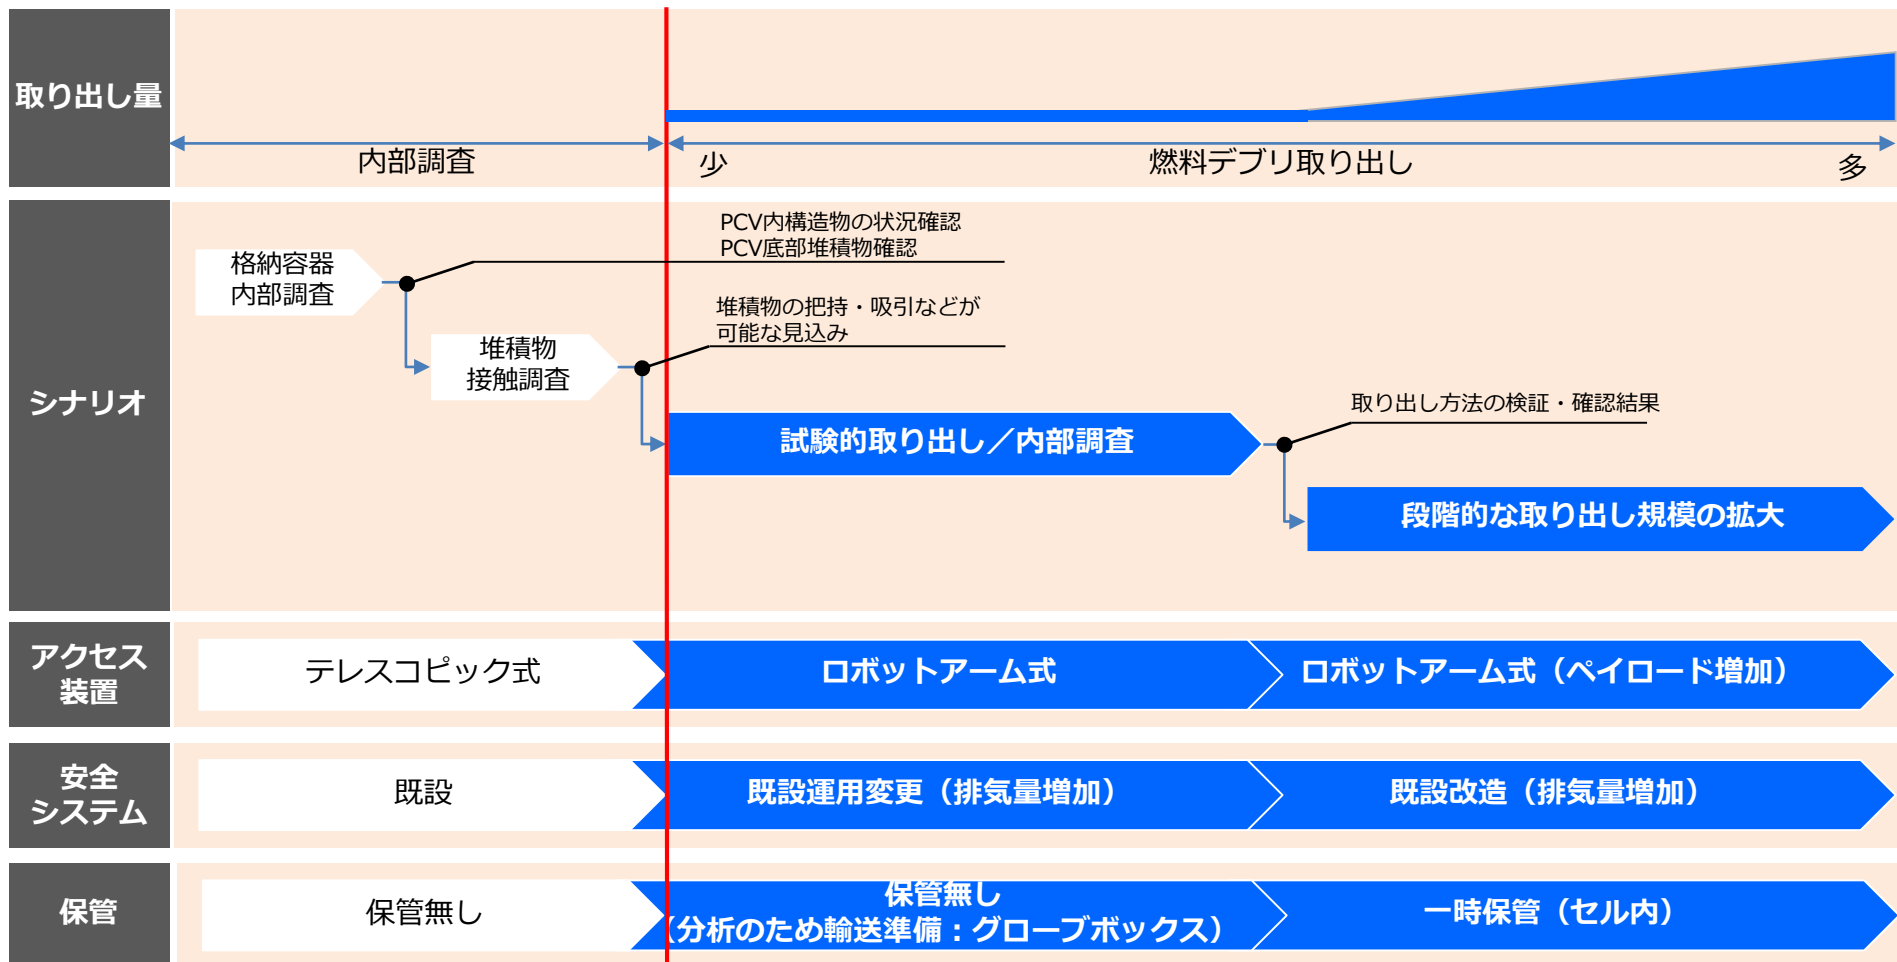 取り出し量
内部調査
少
燃料デブリ取り出し
多
シナリオ
格納容器
内部調査
PCV内構造物の状況確認
PCV底部堆積物確認
堆積物
接触調査
堆積物の把持・吸引などが
可能な見込み
試験的取り出し／内部調査
取り出し方法の検証・確認結果
段階的な取り出し規模の拡大
アクセス
装置
テレスコピック式
ロボットアーム式
ロボットアーム式（ペイロード増加）
安全
システム
既設
既設運用変更（排気量増加）
既設改造（排気量増加）
保管
保管無し
保管無し
（分析のため輸送準備：グローブボックス）
一時保管（セル内）